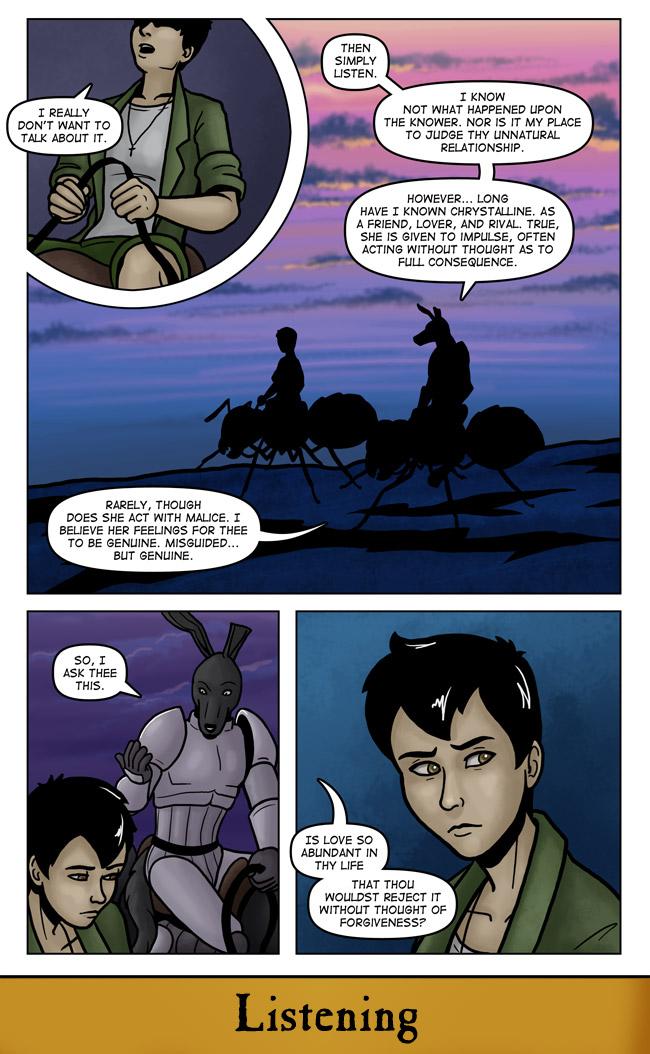 I REALLY
DON'T WANT TO
TALK ABOUT IT.
THEN
SIMPLY
LISTEN.
I KNOW
NOT WHAT HAPPENED UPON
THE KNOWER. NOR IS IT MY PLACE
TO JUDGE THY UNNATURAL
RELATIONSHIP.
HOWEVER... LONG
HAVE I KNOWN CHRYSTALLINE. AS
A FRIEND, LOVER, AND RIVAL. TRUE,
SHE IS GIVEN TO IMPULSE, OFTEN
ACTING WITHOUT THOUGHT AS TO
FULL CONSEQUENCE.
RARELY, THOUGH
DOES SHE ACT WITH MALICE. I
BELIEVE HER FEELINGS FOR THEE
TO BE GENUINE. MISGUIDED...
BUT GENUINE.
SO, I
ASK THEE
THIS.
IS LOVE SO
ABUNDANT IN
THY LIFE
THAT THOU
WOULDST REJECT IT
WITHOUT THOUGHT OF
FORGIVENESS?
Listening